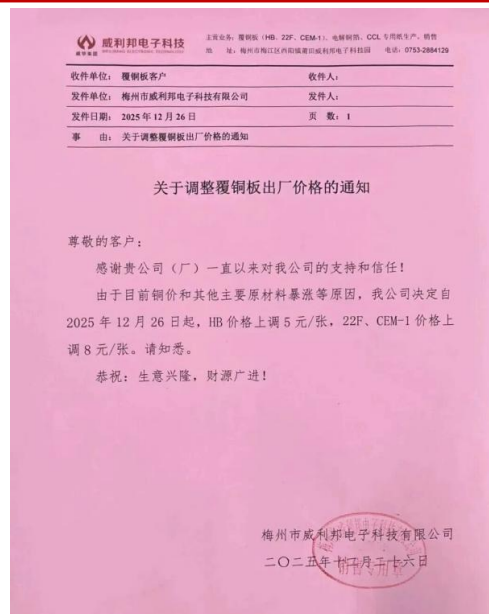 威利邦电子科技
威华集团
主营业务：覆铜板（HB、22F、CEM-1）、电解铜箔、CCL专用纸生产、销售
地 址：梅州市梅江区西阳镇莆田威利邦电子科技园 电话：0753-2884129
收件单位： 覆铜板客户 收件人：
发件单位： 梅州市威利邦电子科技有限公司 发件人：
发件日期： 2025年12月26日 页 数：1
事 由： 关于调整覆铜板出厂价格的通知
关于调整覆铜板出厂价格的通知
尊敬的客户：
感谢贵公司（厂）一直以来对我公司的支持和信任！
由于目前铜价和其他主要原材料暴涨等原因，我公司决定自
2025年12月26日起，HB价格上调5元/张，22F、CEM-1价格上
调8元/张。请知悉。
恭祝：生意兴隆，财源广进！
梅州市威利邦电子科技有限公司
二〇二五年十二月二十六日